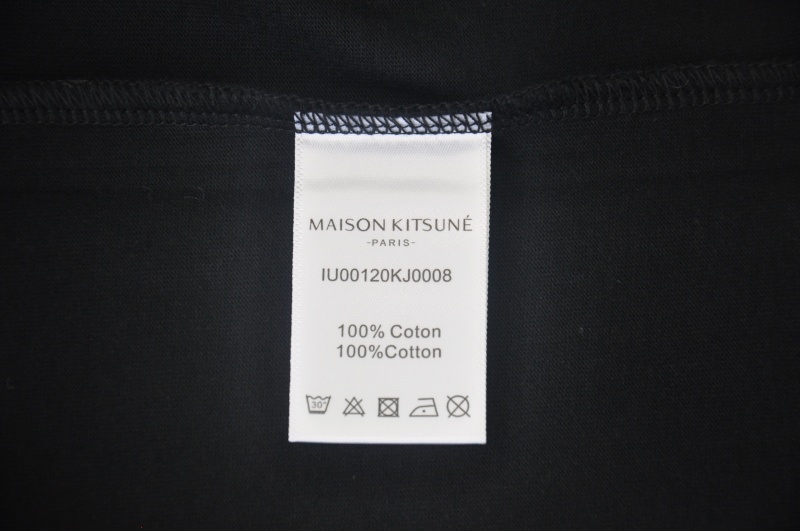 MAISON KITSUNÉ
-PARIS-
IU00120KJ0008
100% Coton
100%Cotton
30°